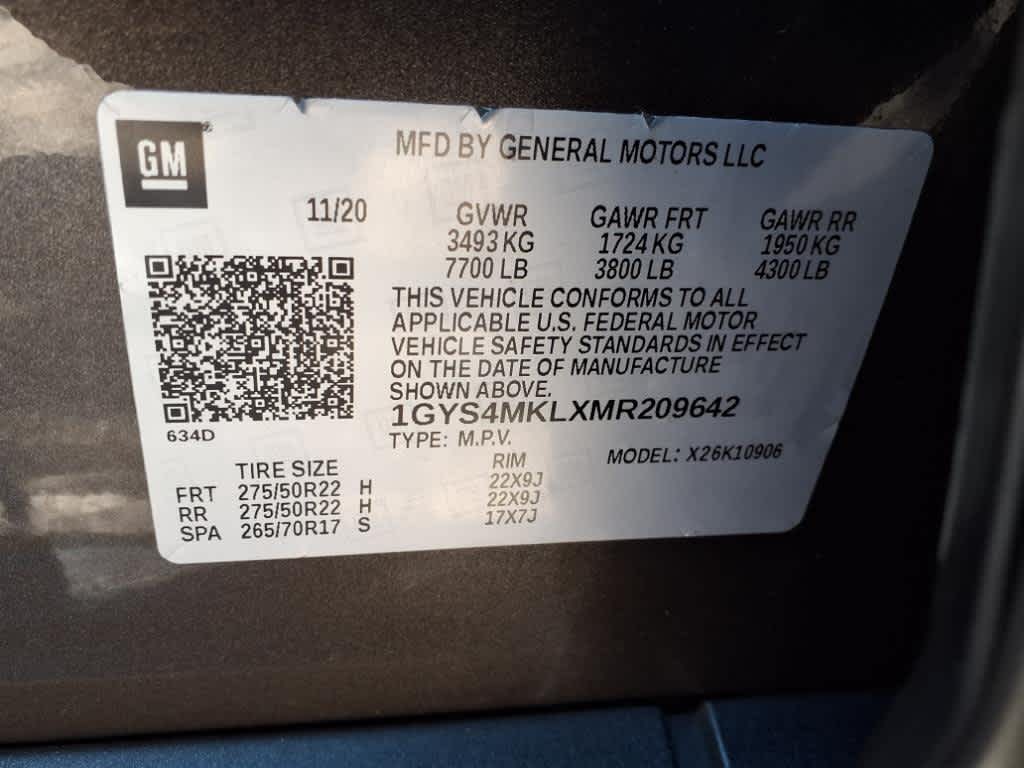 GM
MFD BY GENERAL MOTORS LLC
11/20 GVWR GAWR FRT GAWR RR
3493 KG 1724 KG 1950 KG
7700 LB 3800 LB 4300 LB
THIS VEHICLE CONFORMS TO ALL
APPLICABLE U.S. FEDERAL MOTOR
VEHICLE SAFETY STANDARDS IN EFFECT
ON THE DATE OF MANUFACTURE
SHOWN ABOVE.
1GYS4MKLXMR209642
634D
TYPE: M.P.V. MODEL: X26K10906
TIRE SIZE RIM
FRT 275/50R22 H 22X9J
RR 275/50R22 H 22X9J
SPA 265/70R17 S 17X7J